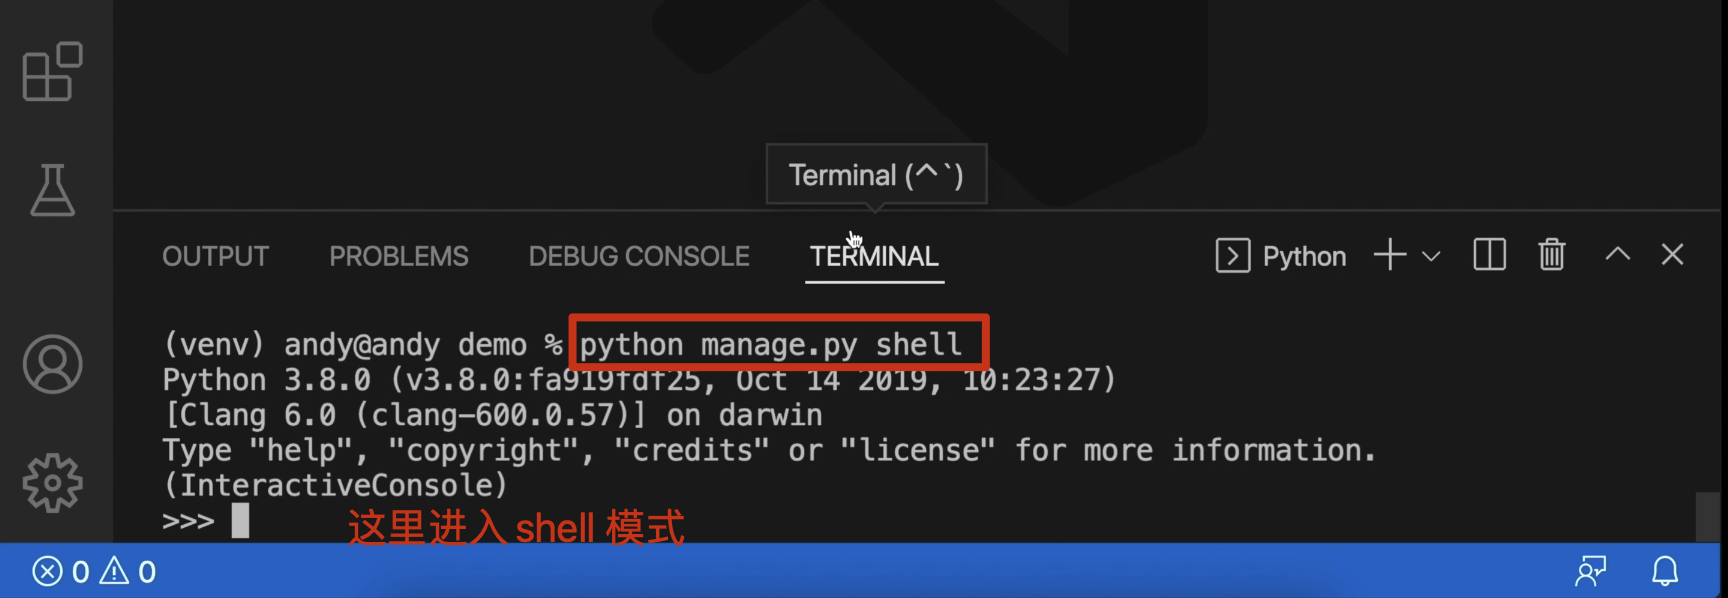 Terminal (^`)
OUTPUT PROBLEMS DEBUG CONSOLE TERMINAL Python
(venv) andy@andy demo % python manage.py shell
Python 3.8.0 (v3.8.0:fa919fdf25, Oct 14 2019, 10:23:27)
[Clang 6.0 (clang-600.0.57)] on darwin
Type "help", "copyright", "credits" or "license" for more information.
(InteractiveConsole)
>>>
这里进入 shell 模式
0 0